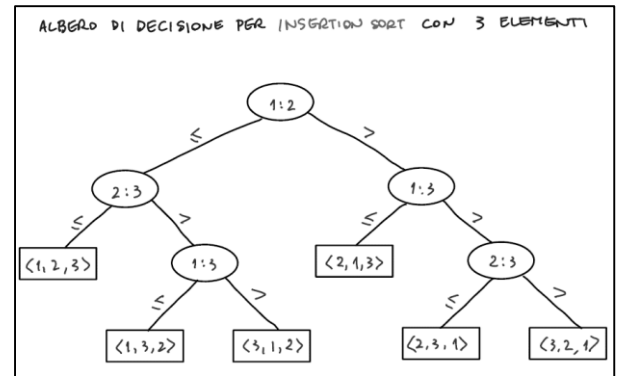 ALBERO DI DECISIONE PER INSERTION SORT CON 3 ELEMENTI
1:2
≤ >
2:3 1:3
≤ > ≤ >
<1,2,3> 1:3 <2,1,3> 2:3
≤ > ≤ >
<1,3,2> <3,1,2> <2,3,1> <3,2,1>